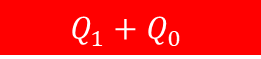 Q₁ + Q₀